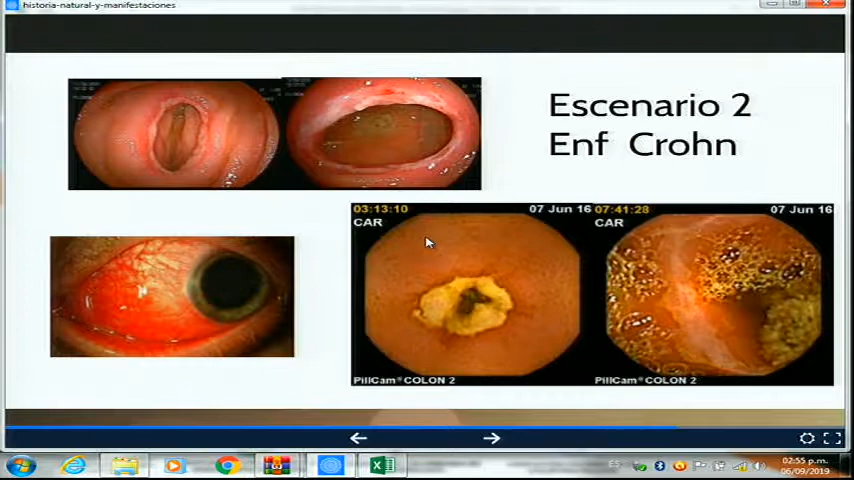 historia-natural-y-manifestaciones
Escenario 2
Enf Crohn
03:13:10
07 Jun 16
07:41:28
07 Jun 16
CAR
CAR
PillCam® COLON 2
PillCam® COLON 2
ES
02:55 p.m.
06/09/2019